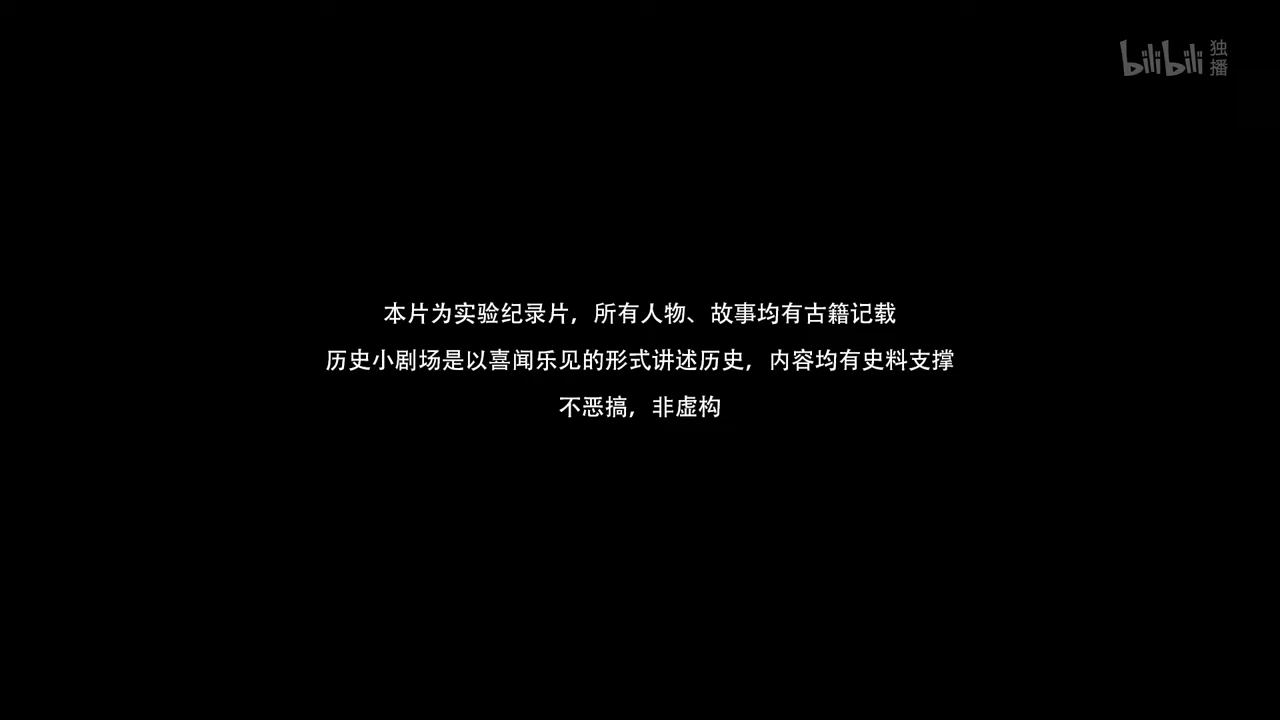 bilibili 独播
本片为实验纪录片，所有人物、故事均有古籍记载
历史小剧场是以喜闻乐见的形式讲述历史，内容均有史料支撑
不恶搞，非虚构